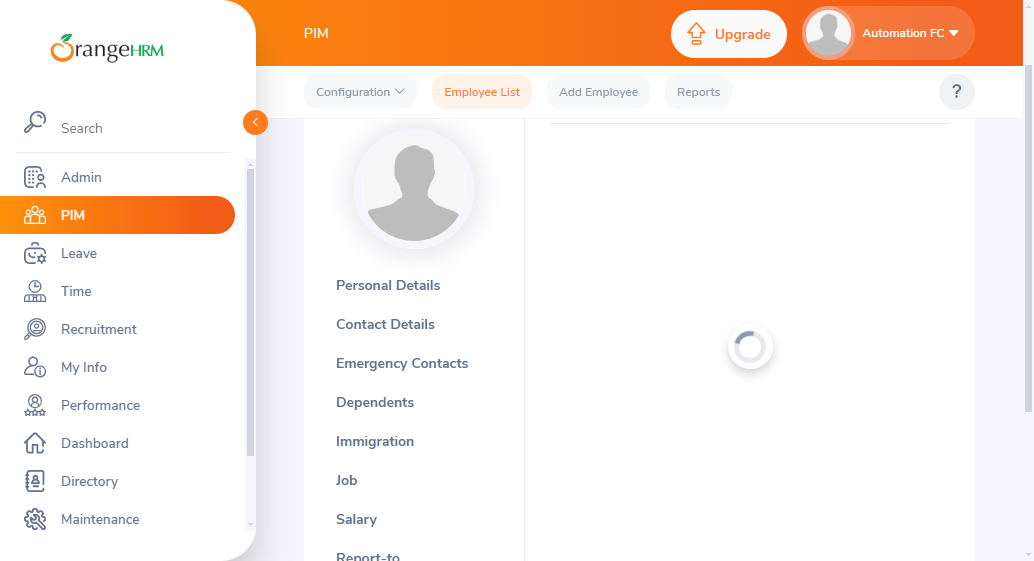 OrangeHRM
Search
Admin
PIM
Leave
Time
Recruitment
My Info
Performance
Dashboard
Directory
Maintenance
PIM
Upgrade
Automation FC
Configuration
Employee List
Add Employee
Reports
?
Personal Details
Contact Details
Emergency Contacts
Dependents
Immigration
Job
Salary
Report-to